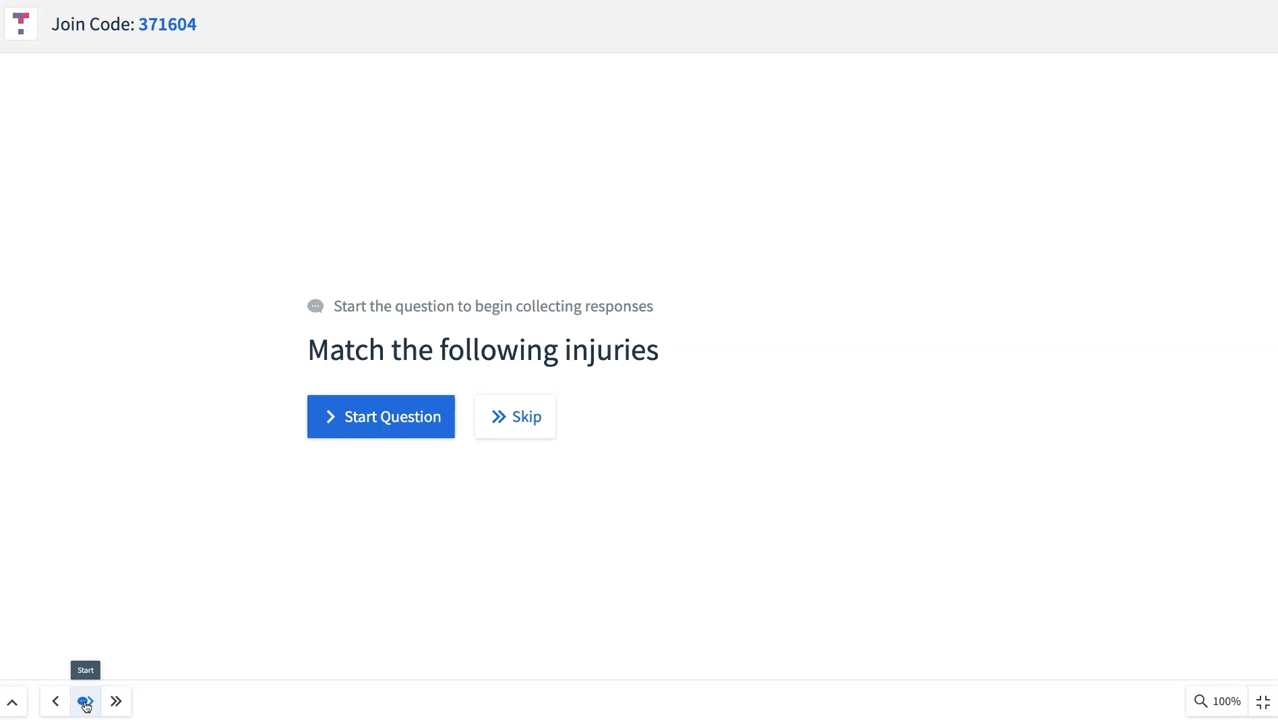 Join Code: 371604
Start the question to begin collecting responses
Match the following injuries
Start Question
Skip
Start
100%